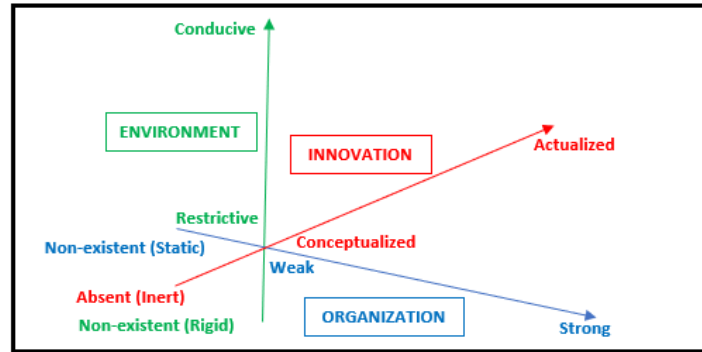 Conducive
ENVIRONMENT
INNOVATION
Actualized
Restrictive
Non-existent (Static)
Conceptualized
Weak
Absent (Inert)
Non-existent (Rigid)
ORGANIZATION
Strong